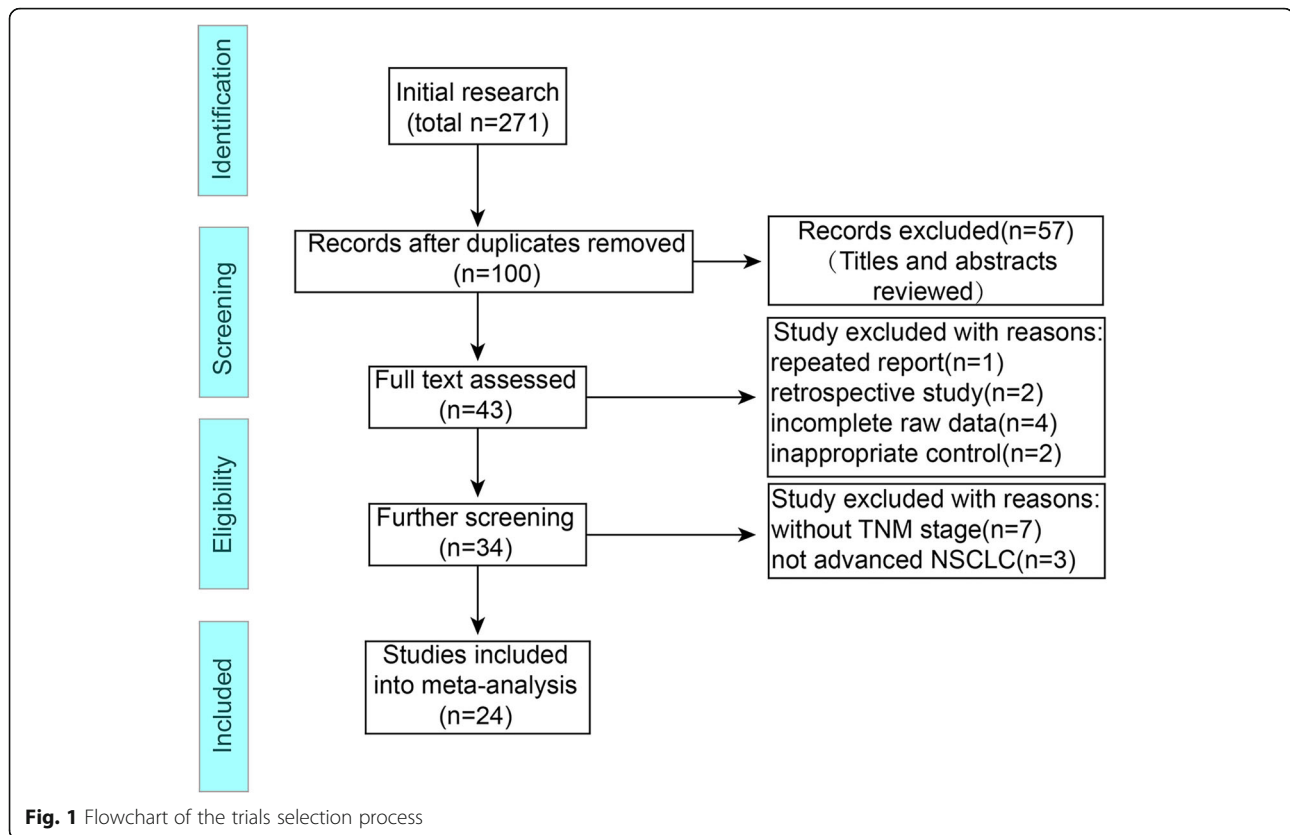 Identification
Initial research
(total n=271)
Screening
Records after duplicates removed
(n=100)
Records excluded(n=57)
（Titles and abstracts
reviewed）
Full text assessed
(n=43)
Study excluded with reasons:
repeated report(n=1)
retrospective study(n=2)
incomplete raw data(n=4)
inappropriate control(n=2)
Eligibility
Further screening
(n=34)
Study excluded with reasons:
without TNM stage(n=7)
not advanced NSCLC(n=3)
Included
Studies included
into meta-analysis
(n=24)
Fig. 1 Flowchart of the trials selection process